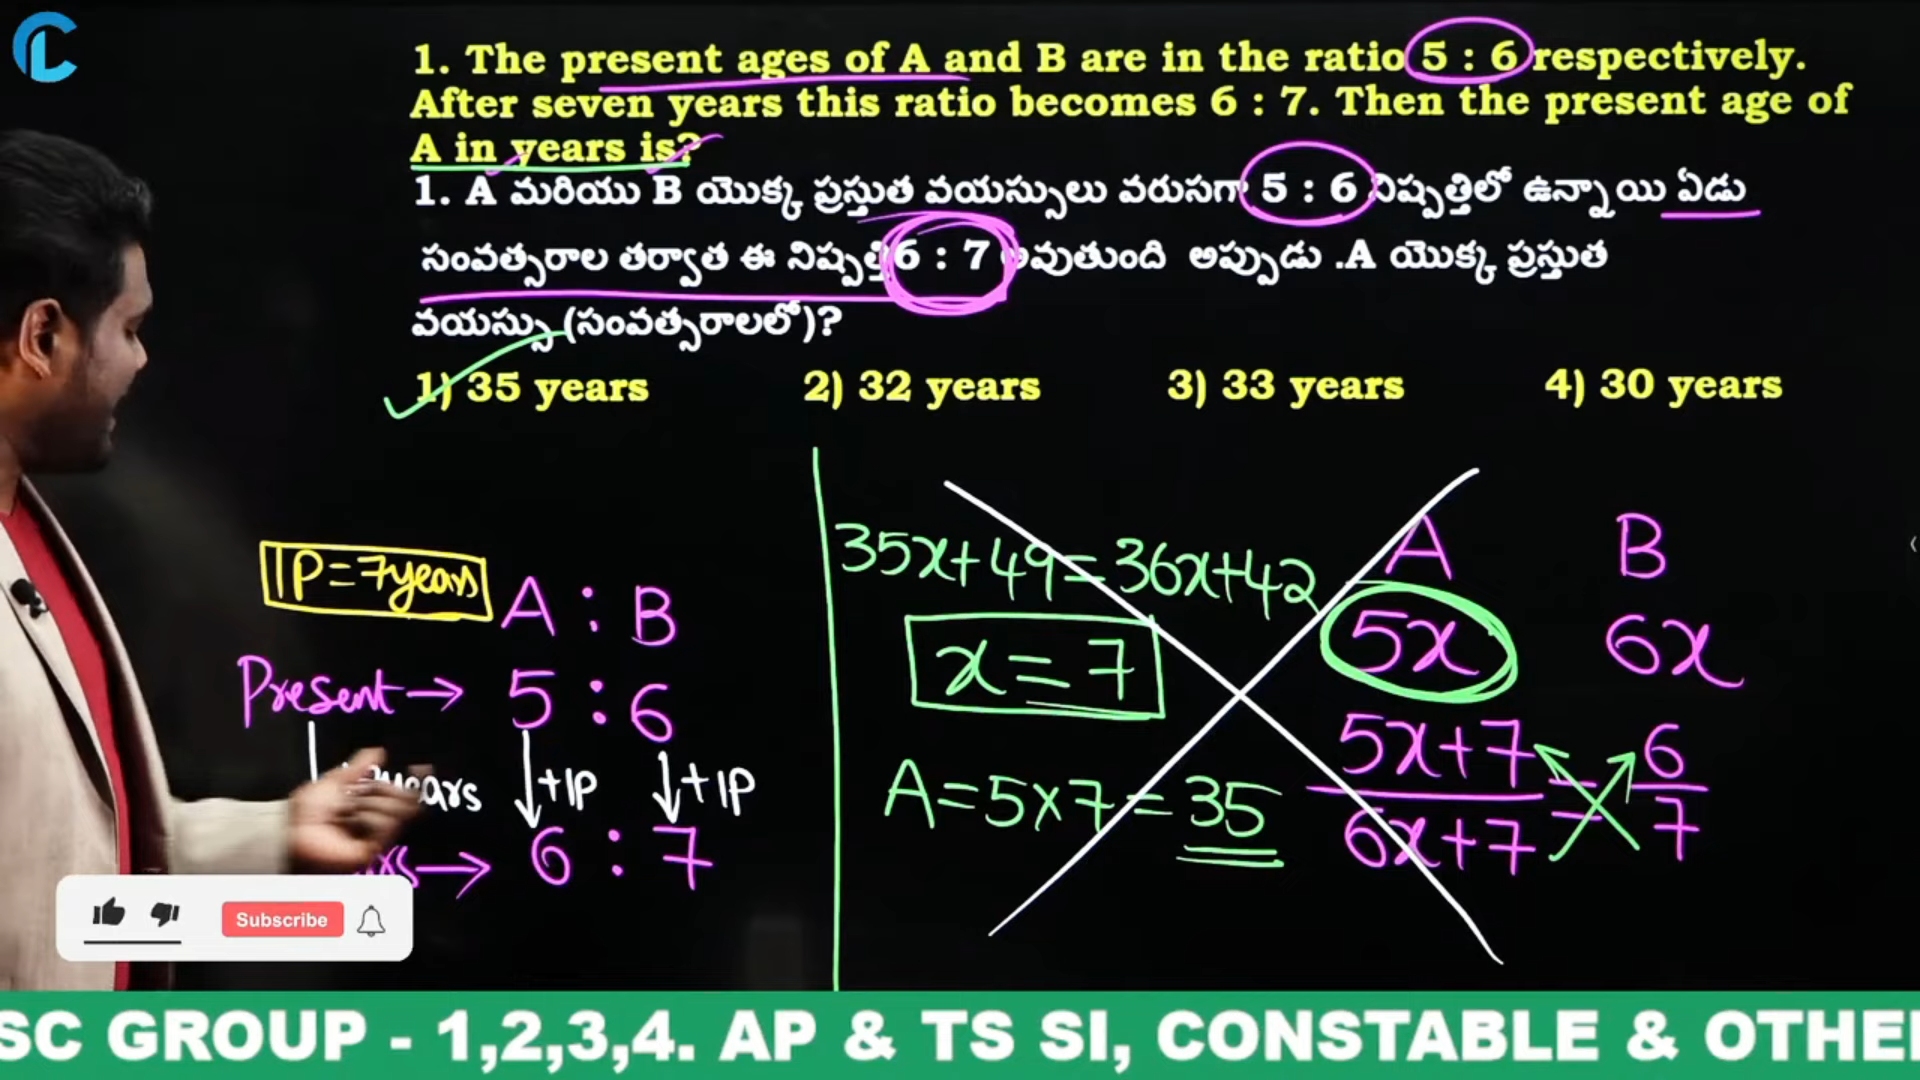 1. The present ages of A and B are in the ratio 5 : 6 respectively.
After seven years this ratio becomes 6 : 7. Then the present age of
A in years is?
1. A మరియు B యొక్క ప్రస్తుత వయస్సులు వరుసగా 5 : 6 నిష్పత్తిలో ఉన్నాయి ఏడు
సంవత్సరాల తర్వాత ఈ నిష్పత్తి 6 : 7 అవుతుంది అప్పుడు .A యొక్క ప్రస్తుత
వయస్సు (సంవత్సరాలలో)?
1) 35 years 2) 32 years 3) 33 years 4) 30 years
1P=7years
A : B
Present→ 5 : 6
+1P +1P
6 : 7
35x+49=36x+42
x=7
A=5×7=35
A B
5x 6x
5x+7 = 6
6x+7 7
Subscribe
SC GROUP - 1,2,3,4. AP & TS SI, CONSTABLE & OTHE